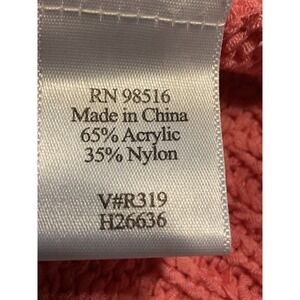 RN 98516
Made in China
65% Acrylic
35% Nylon
V#R319
H26636